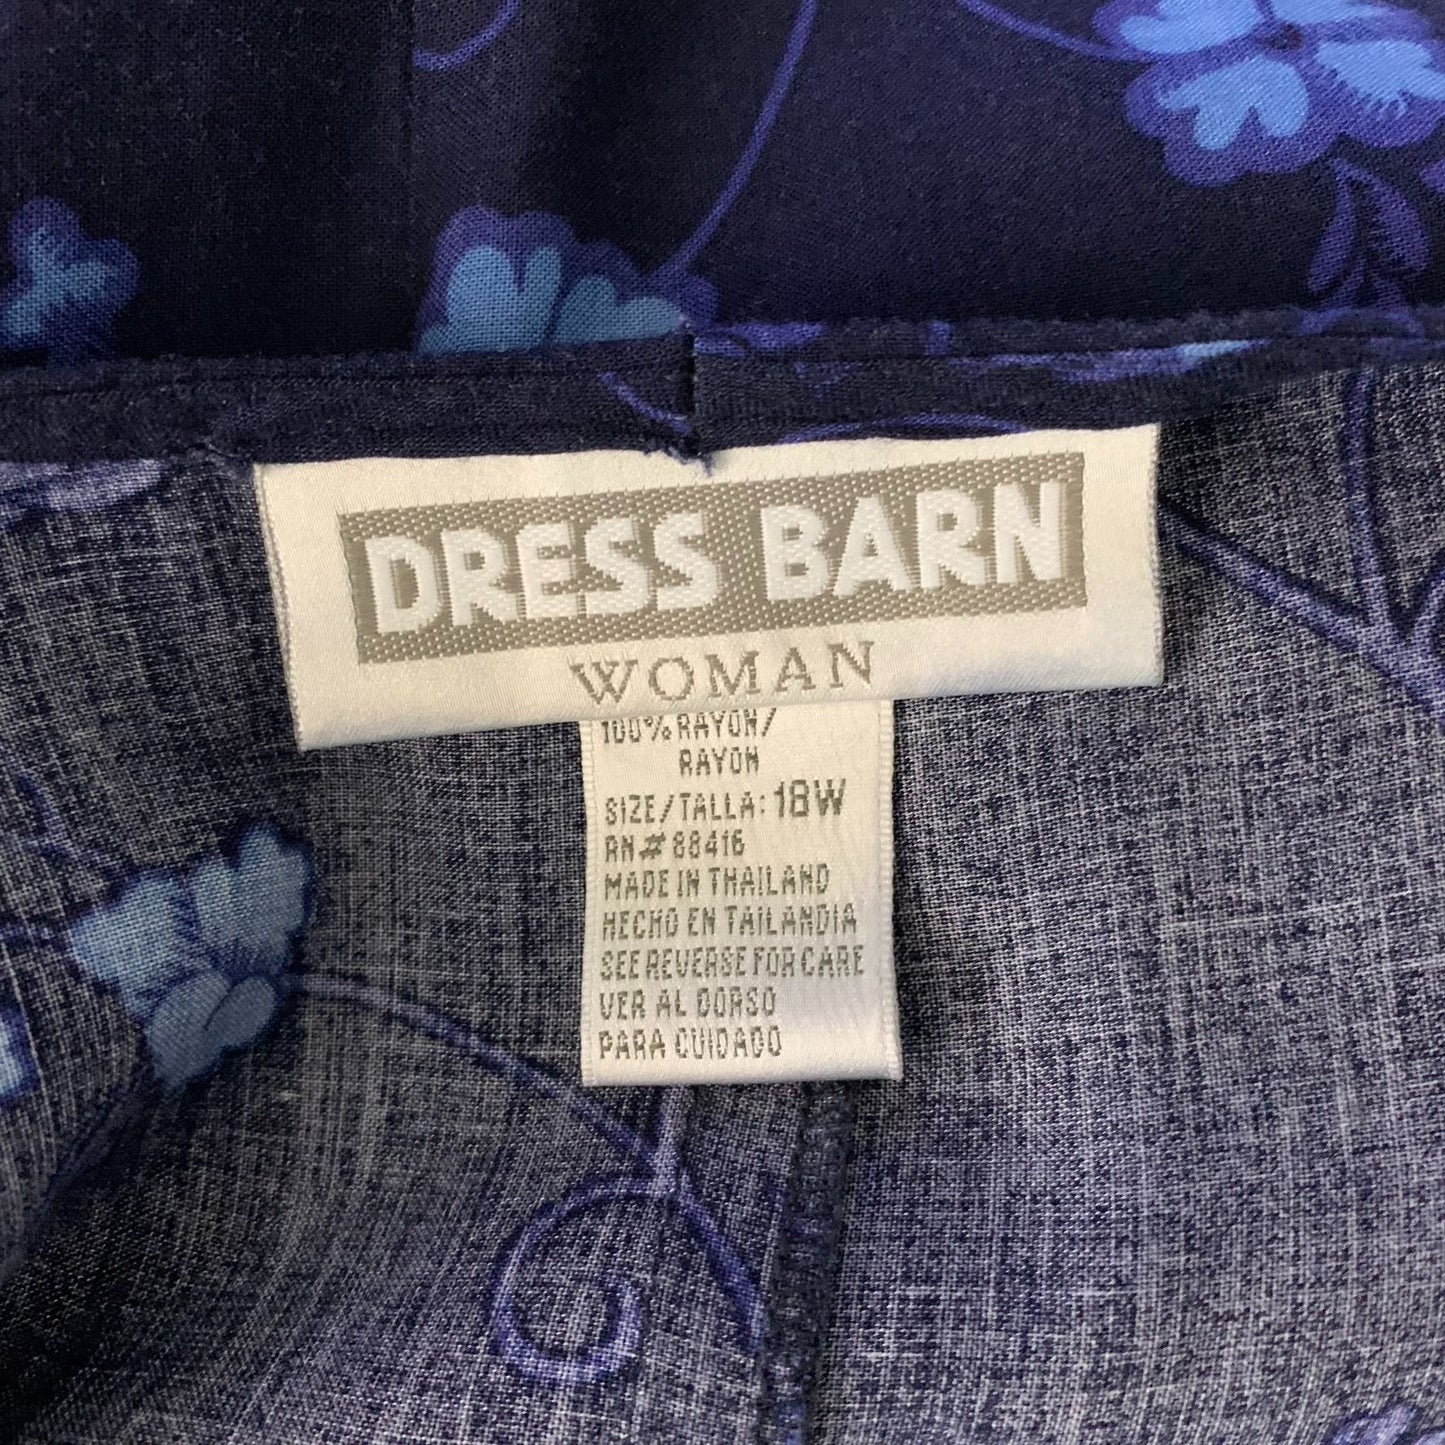 DRESS BARN
WOMAN
100% RAYON/
RAYON
SIZE/TALLA: 18W
RN# 88416
MADE IN THAILAND
HECHO EN TAILANDIA
SEE REVERSE FOR CARE
VER AL DORSO
PARA CUIDADO